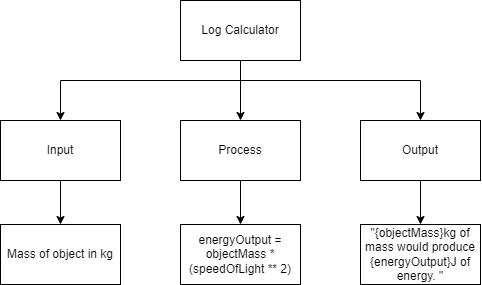 Log Calculator
Input
Process
Output
Mass of object in kg
energyOutput =
objectMass *
(speedOfLight ** 2)
"{objectMass}kg of
mass would produce
{energyOutput}J of
energy. "